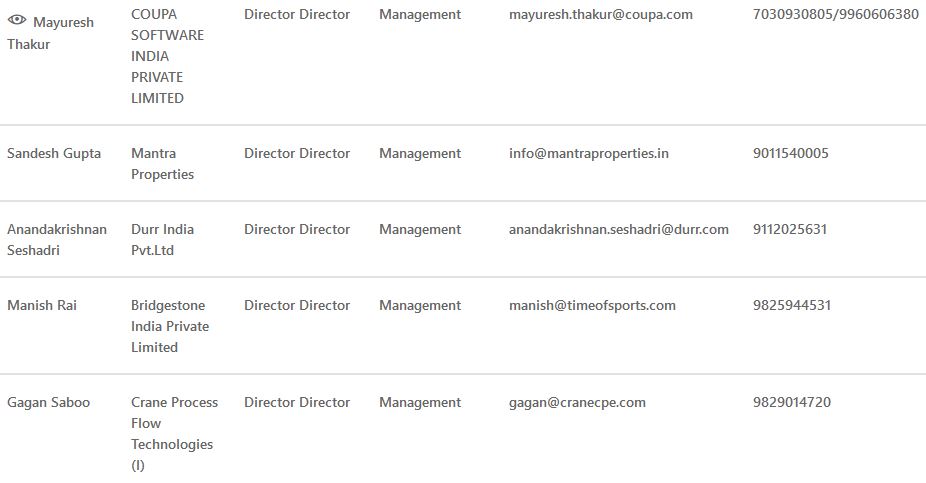 Mayuresh Thakur COUPA SOFTWARE INDIA PRIVATE LIMITED Director Director Management mayuresh.thakur@coupa.com 7030930805/9960606380
Sandesh Gupta Mantra Properties Director Director Management info@mantraproperties.in 9011540005
Anandakrishnan Seshadri Durr India Pvt.Ltd Director Director Management anandakrishnan.seshadri@durr.com 9112025631
Manish Rai Bridgestone India Private Limited Director Director Management manish@timeofsports.com 9825944531
Gagan Saboo Crane Process Flow Technologies (I) Director Director Management gagan@cranecpe.com 9829014720